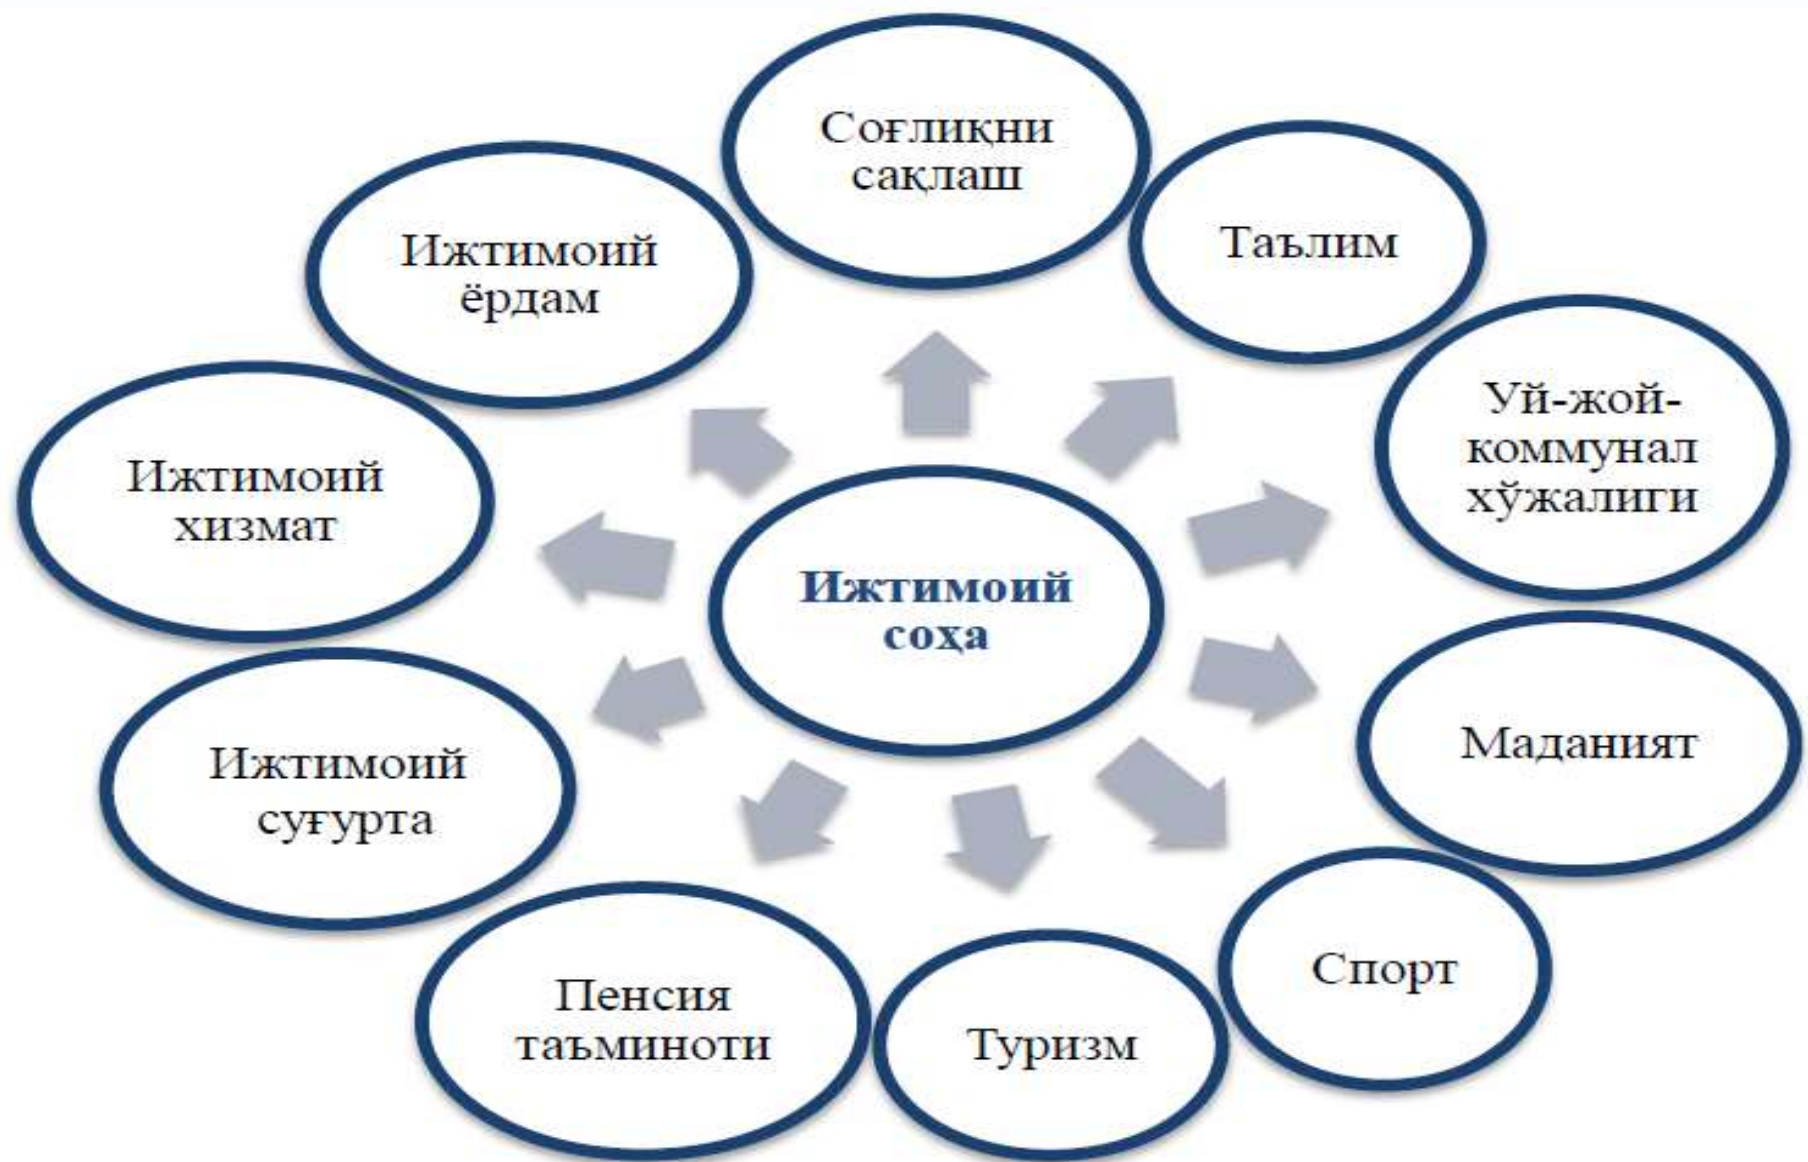 Соғлиқни
сақлаш
Таълим
Уй-жой-
коммунал
хўжалиги
Маданият
Спорт
Туризм
Пенсия
таъминоти
Ижтимоий
суғурта
Ижтимоий
хизмат
Ижтимоий
ёрдам
Ижтимоий
соҳа